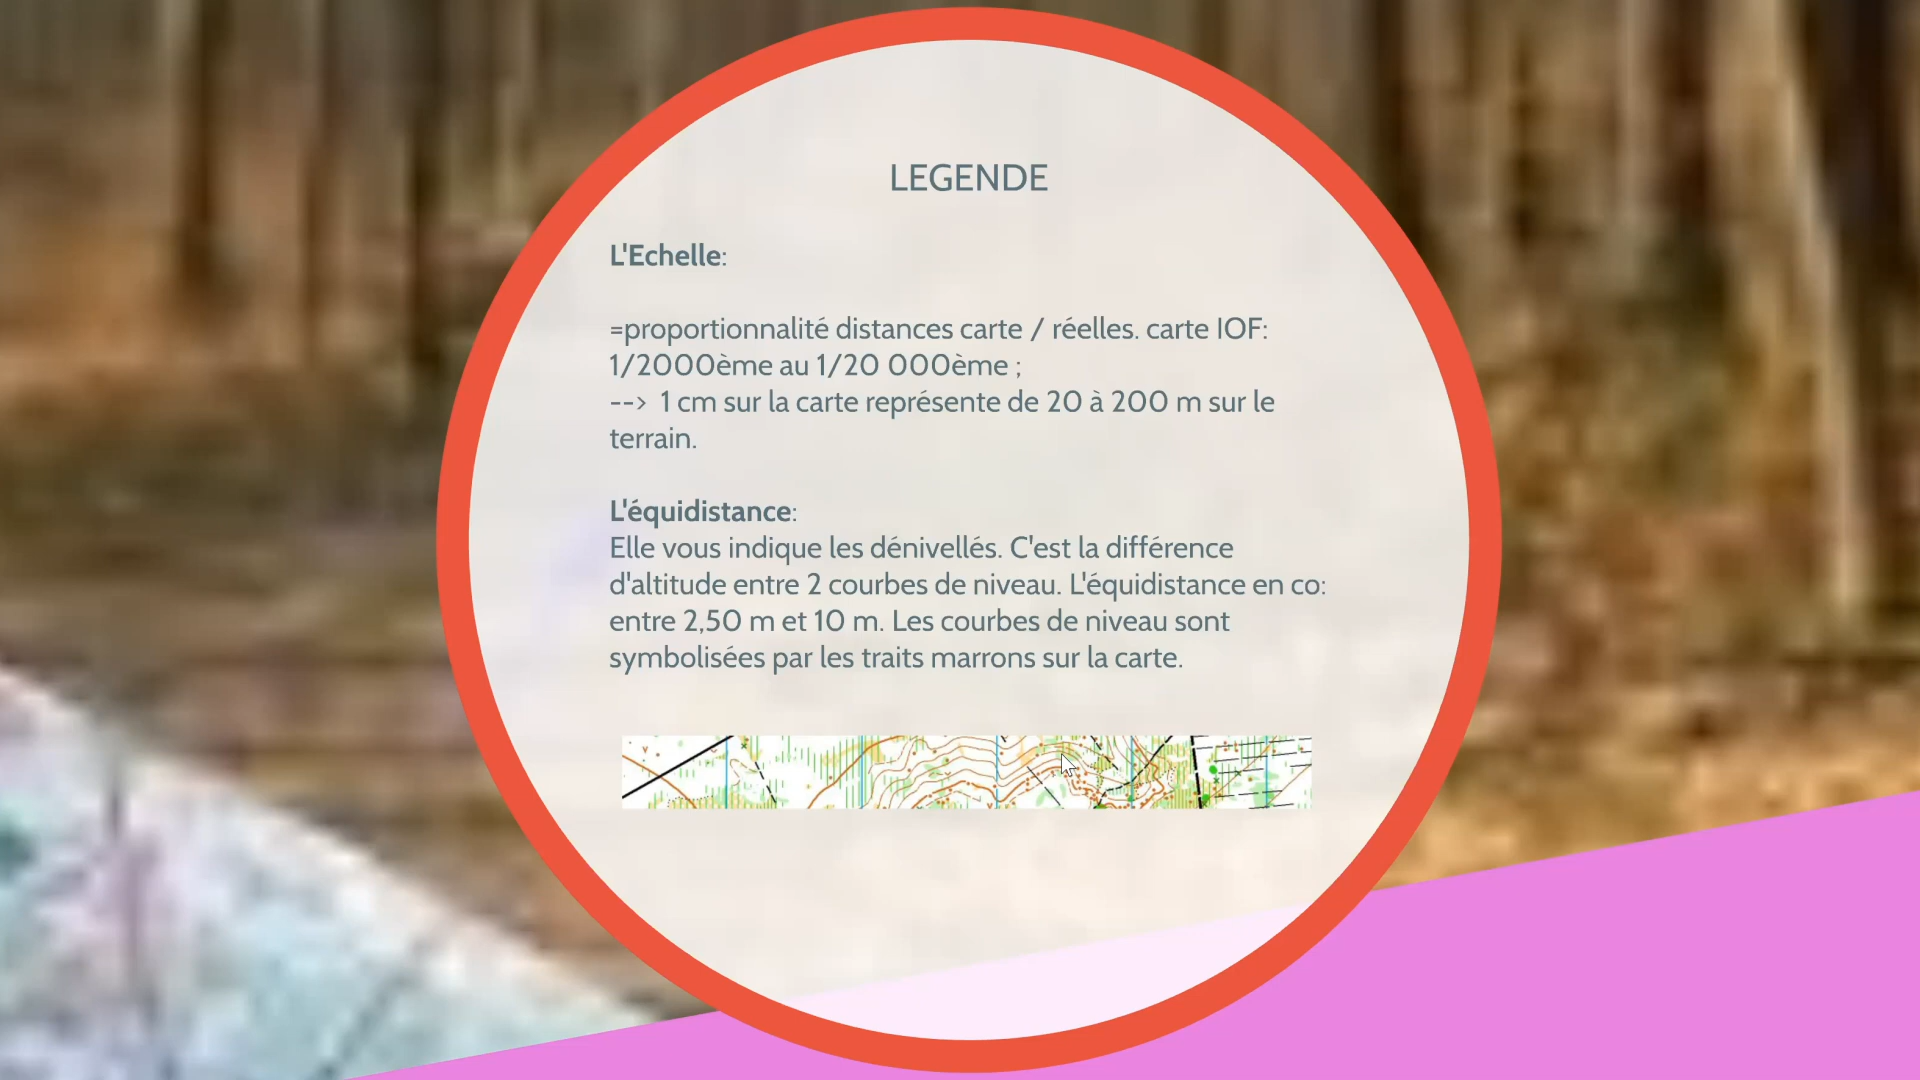 LEGENDE
L'Echelle:
=proportionnalité distances carte / réelles. carte IOF:
1/2000ème au 1/20 000ème ;
--> 1 cm sur la carte représente de 20 à 200 m sur le
terrain.
L'équidistance:
Elle vous indique les dénivellés. C'est la différence
d'altitude entre 2 courbes de niveau. L'équidistance en co:
entre 2,50 m et 10 m. Les courbes de niveau sont
symbolisées par les traits marrons sur la carte.